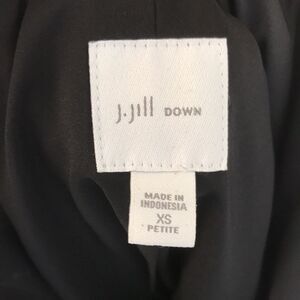 J.Jill DOWN
MADE IN
INDONESIA
XS
PETITE